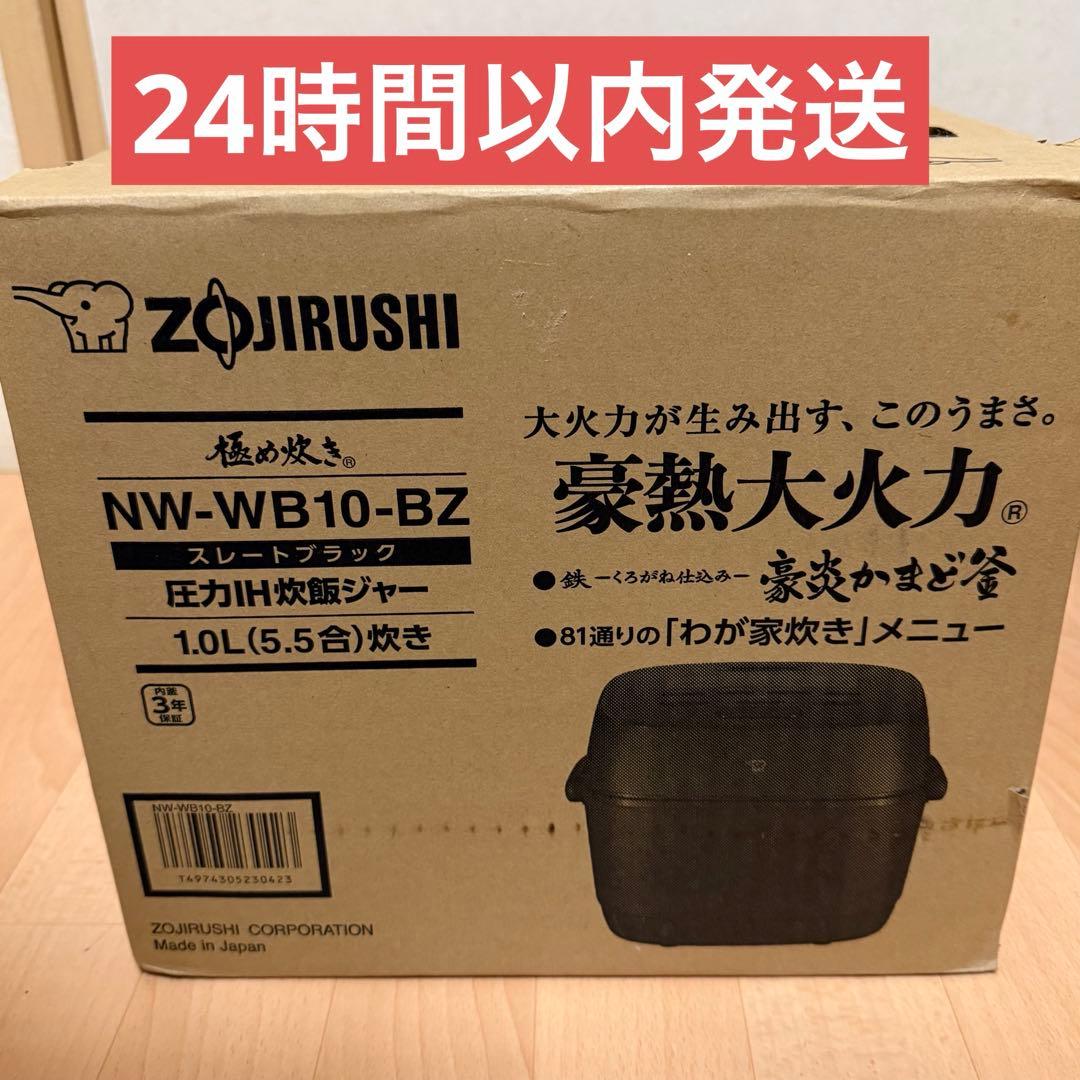 24時間以内発送
ZOJIRUSHI
極め炊き®
NW-WB10-BZ
スレートブラック
圧力IH炊飯ジャー
1.0L(5.5合)炊き
内釜
3年
保証
大火力が生み出す、このうまさ。
豪熱大火力®
●鉄 ーくろがね仕込みー 豪炎かまど釜
●81通りの「わが家炊き」メニュー
NW-WB10-BZ
T4974305230423
ZOJIRUSHI CORPORATION
Made in Japan